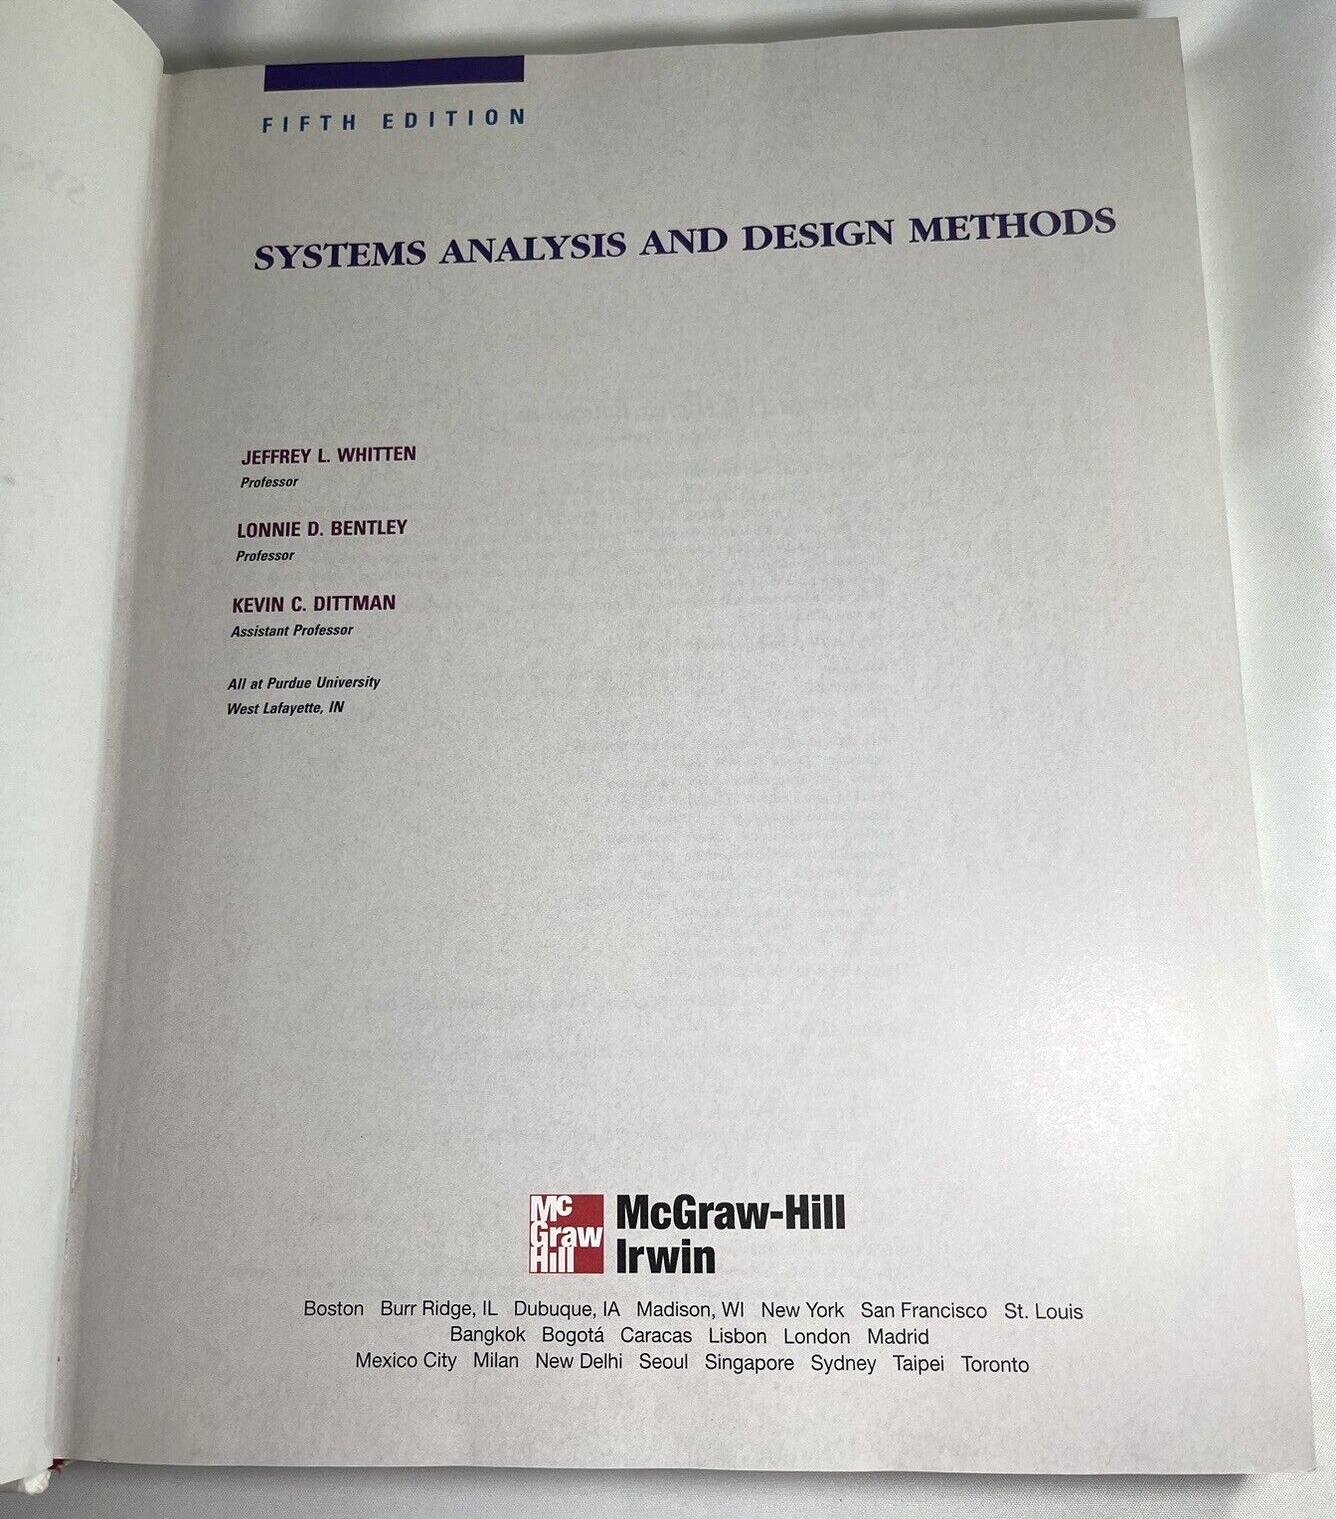 FIFTH EDITION
SYSTEMS ANALYSIS AND DESIGN METHODS
JEFFREY L. WHITTEN
Professor
LONNIE D. BENTLEY
Professor
KEVIN C. DITTMAN
Assistant Professor
All at Purdue University
West Lafayette, IN
Mc
Graw
Hill
McGraw-Hill
Irwin
Boston Burr Ridge, IL Dubuque, IA Madison, WI New York San Francisco St. Louis
Bangkok Bogotá Caracas Lisbon London Madrid
Mexico City Milan New Delhi Seoul Singapore Sydney Taipei Toronto